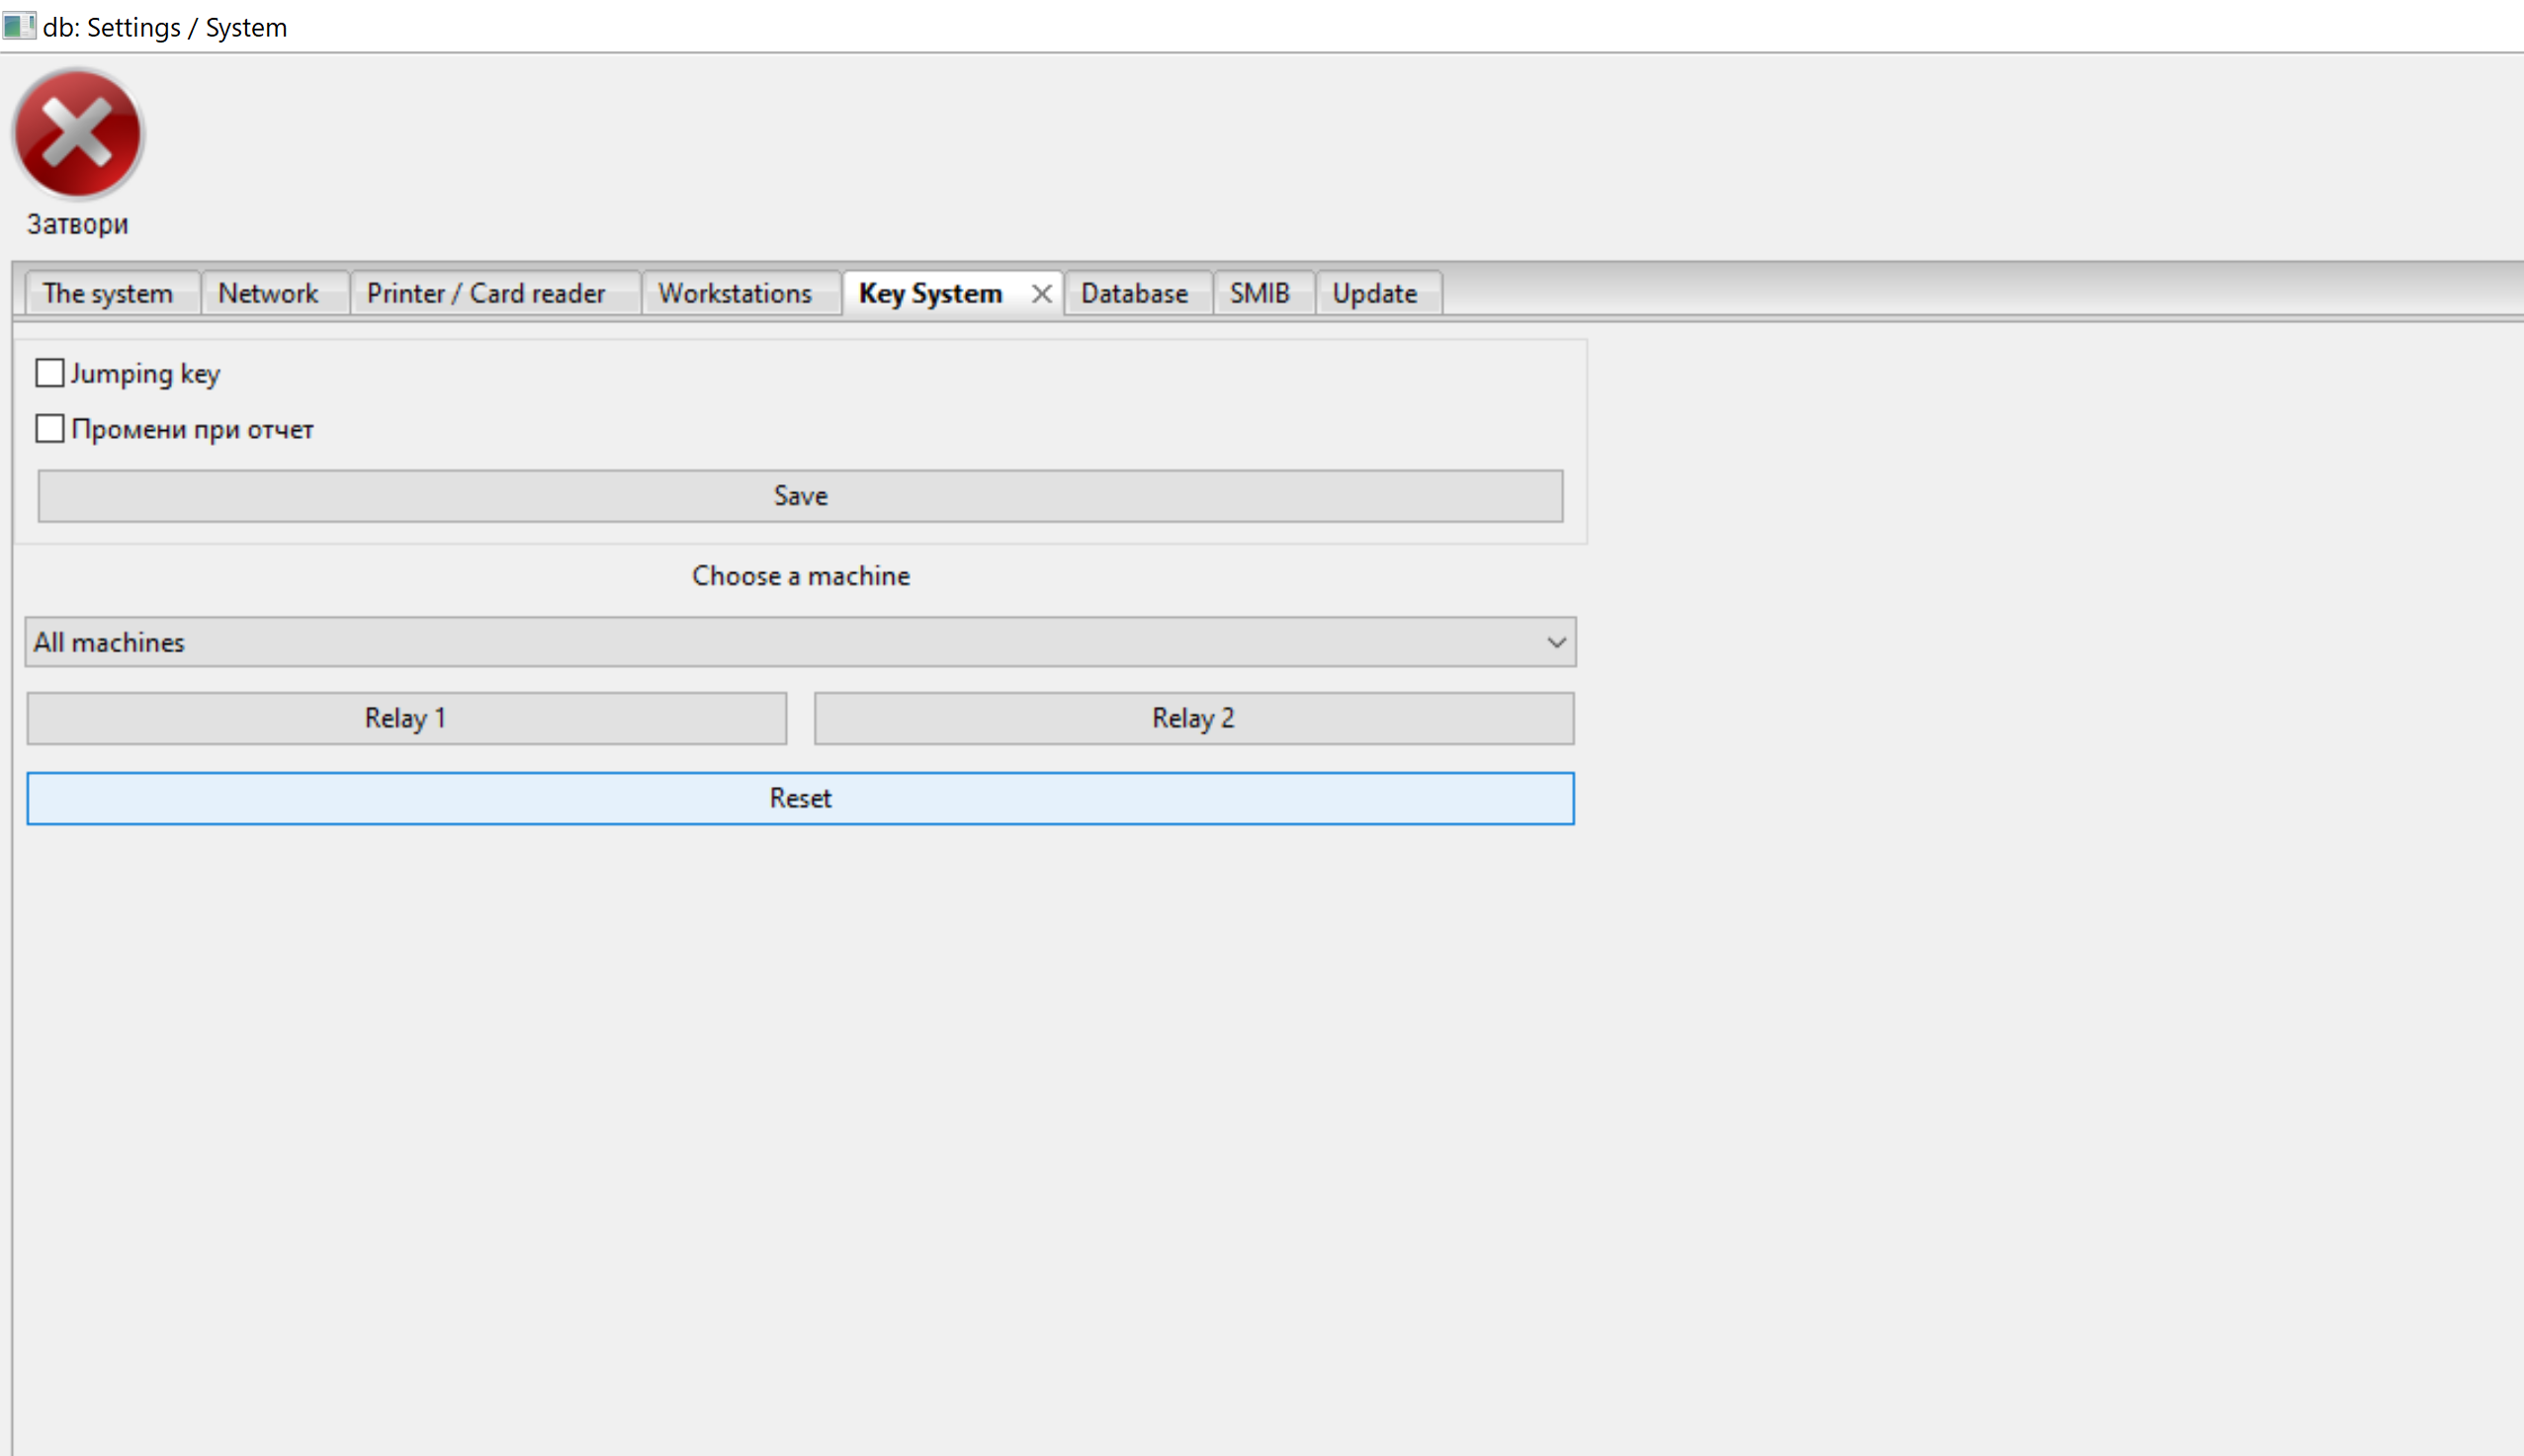 db: Settings / System
Затвори
The system Network Printer / Card reader Workstations Key System Database SMIB Update
Jumping key
Промени при отчет
Save
Choose a machine
All machines
Relay 1 Relay 2
Reset